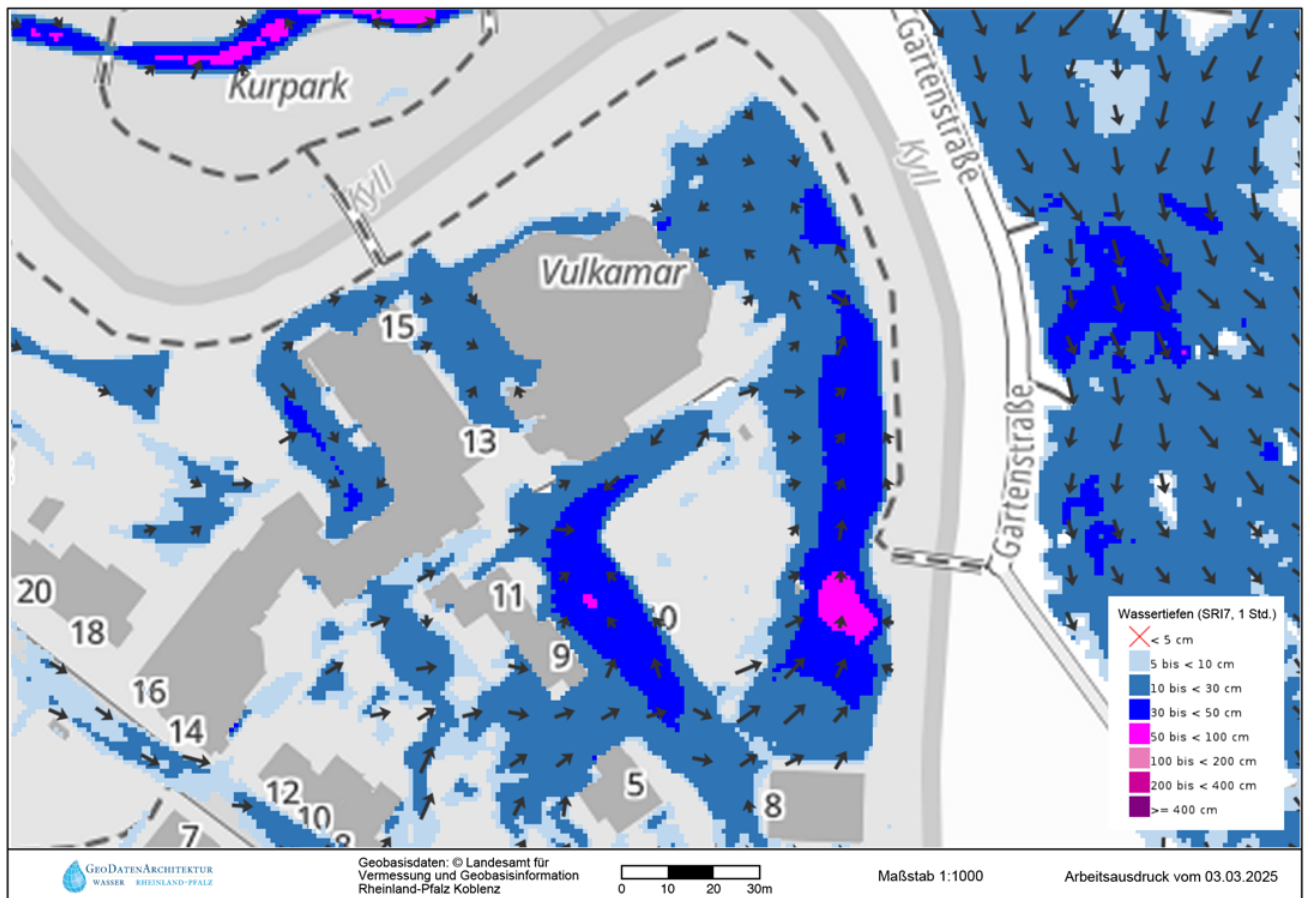 Kurpark
Gartenstraße
Kyll
Kyll
Vulkamar
15
13
11
9
0
20
18
16
14
12
10
8
7
5
8
Gartenstraße
Wassertiefen (SRI7, 1 Std.)
< 5 cm
5 bis < 10 cm
10 bis < 30 cm
30 bis < 50 cm
50 bis < 100 cm
100 bis < 200 cm
200 bis < 400 cm
>= 400 cm
GEODATENARCHITEKTUR
WASSER RHEINLAND-PFALZ
Geobasisdaten: © Landesamt für
Vermessung und Geobasisinformation
Rheinland-Pfalz Koblenz
0 10 20 30m
Maßstab 1:1000
Arbeitsausdruck vom 03.03.2025